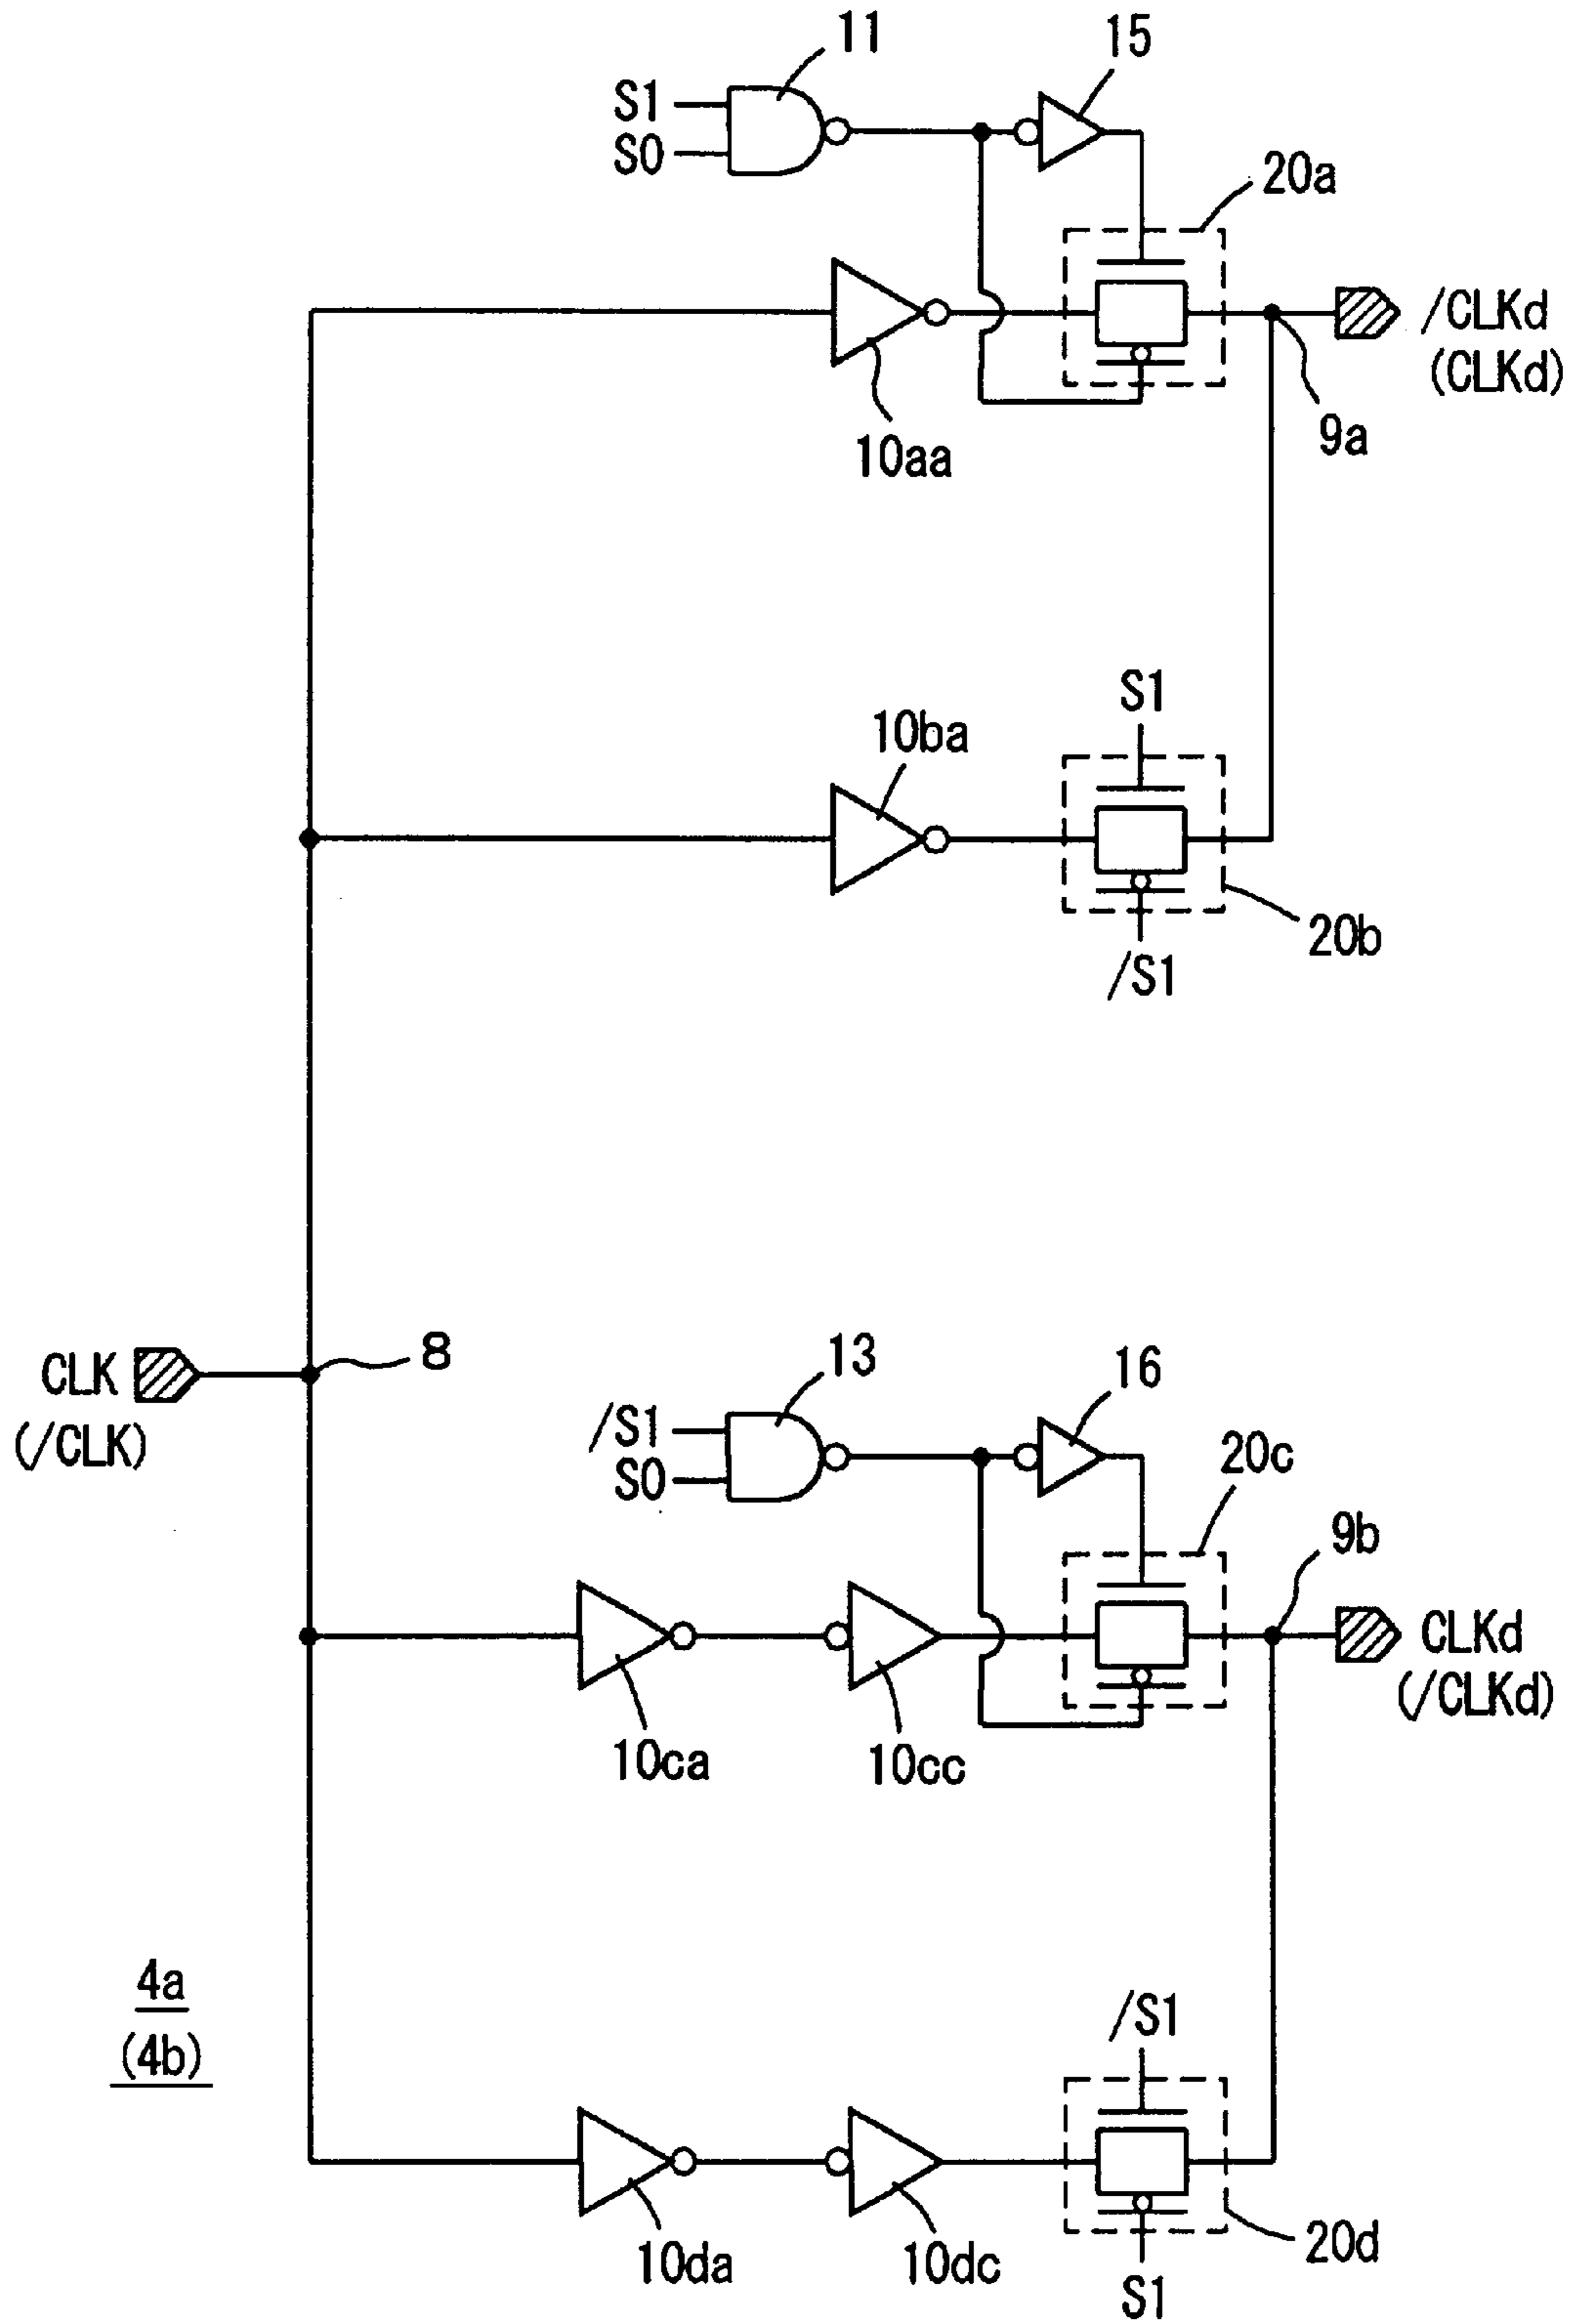 11
15
S1
S0
20a
/CLKd
(CLKd)
9a
10aa
S1
10ba
20b
/S1
13
16
8
CLK
(/CLK)
/S1
S0
20c
9b
CLKd
(/CLKd)
10ca
10cc
4a
(4b)
/S1
20d
10da
10dc
S1